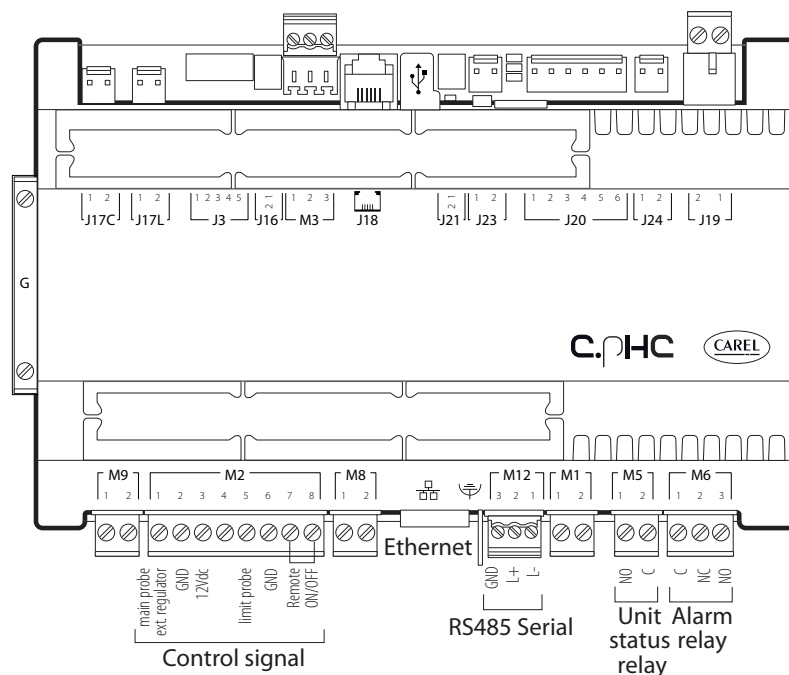 1 2 1 2 1 2 3 4 5 2 1 1 2 3 2 1 1 2 1 2 3 4 5 6 1 2 2 1
J17C J17L J3 J16 M3 J18 J21 J23 J20 J24 J19
G
c.pHC CAREL
M9 M2 M8 M12 M1 M5 M6
1 2 1 2 3 4 5 6 7 8 1 2 3 2 1 1 2 1 2 1 2 3
Ethernet
main probe
ext. regulator
GND
12Vdc
limit probe
GND
Remote
ON/OFF
GND
L+
L-
NO
C
C
NC
NO
Control signal
RS485 Serial
Unit
status
relay
Alarm
relay